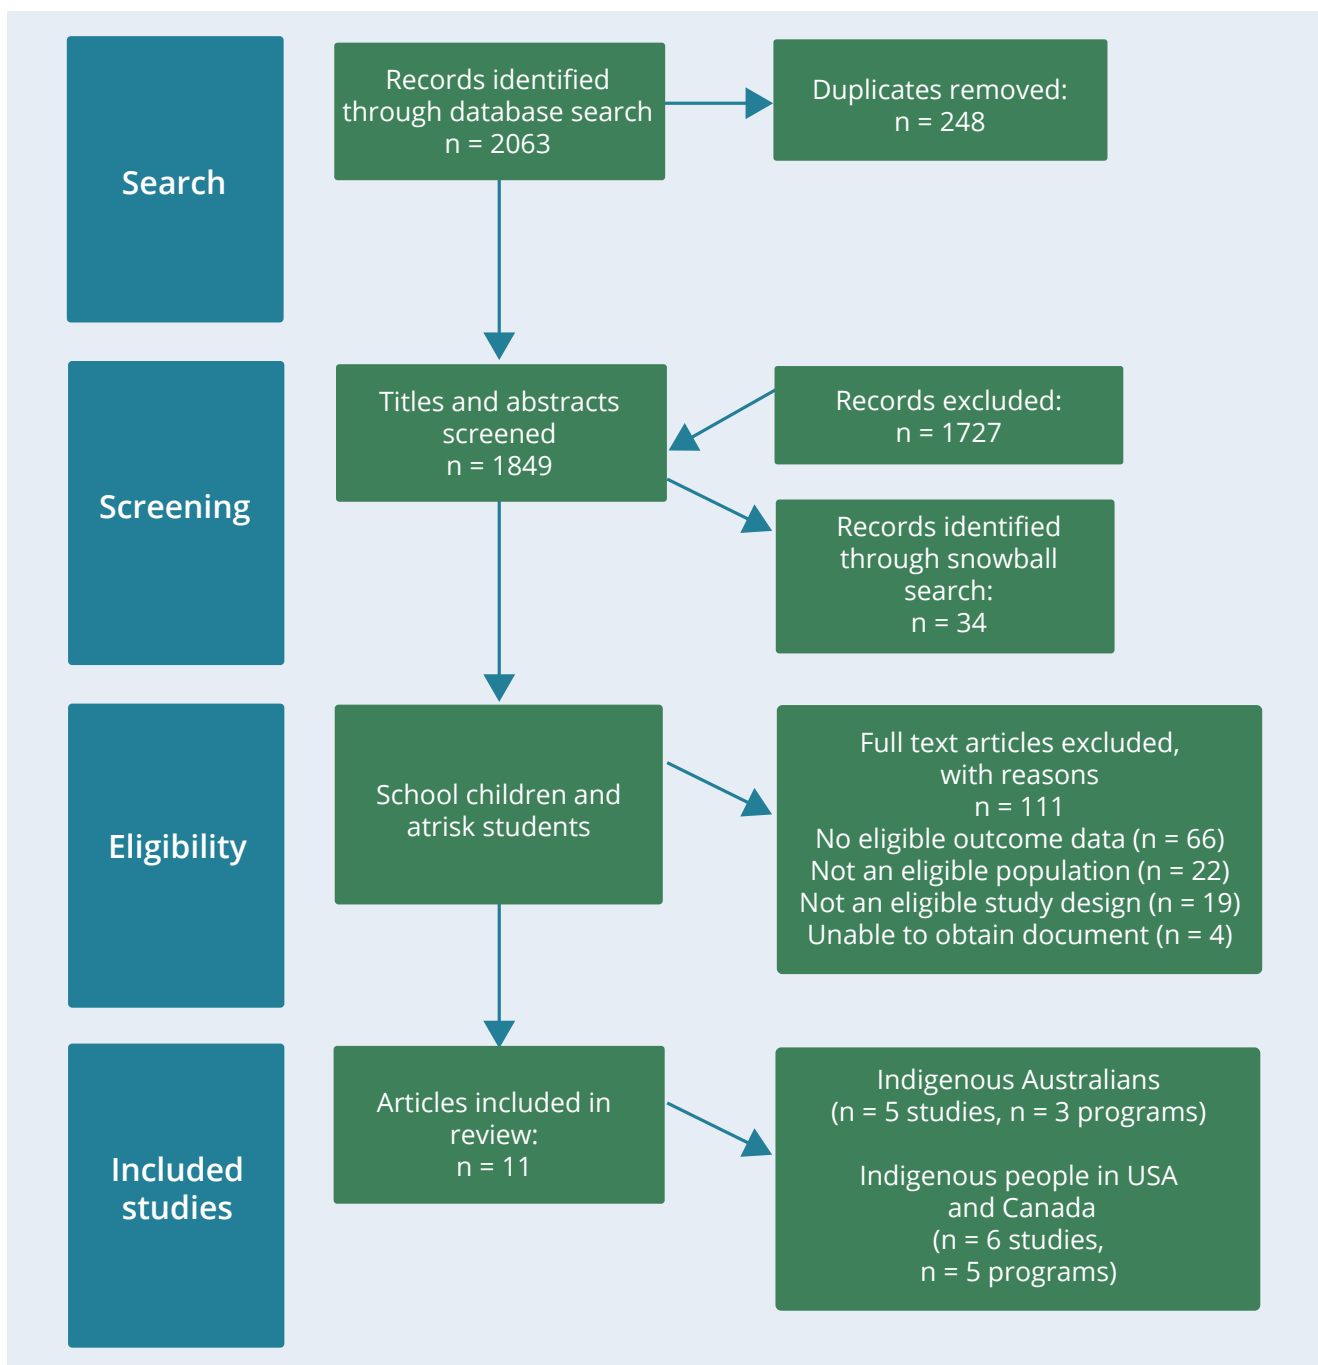 Search
Records identified
through database search
n = 2063
Duplicates removed:
n = 248
Screening
Titles and abstracts
screened
n = 1849
Records excluded:
n = 1727
Records identified
through snowball
search:
n = 34
Eligibility
School children and
atrisk students
Full text articles excluded,
with reasons
n = 111
No eligible outcome data (n = 66)
Not an eligible population (n = 22)
Not an eligible study design (n = 19)
Unable to obtain document (n = 4)
Included
studies
Articles included in
review:
n = 11
Indigenous Australians
(n = 5 studies, n = 3 programs)
Indigenous people in USA
and Canada
(n = 6 studies,
n = 5 programs)